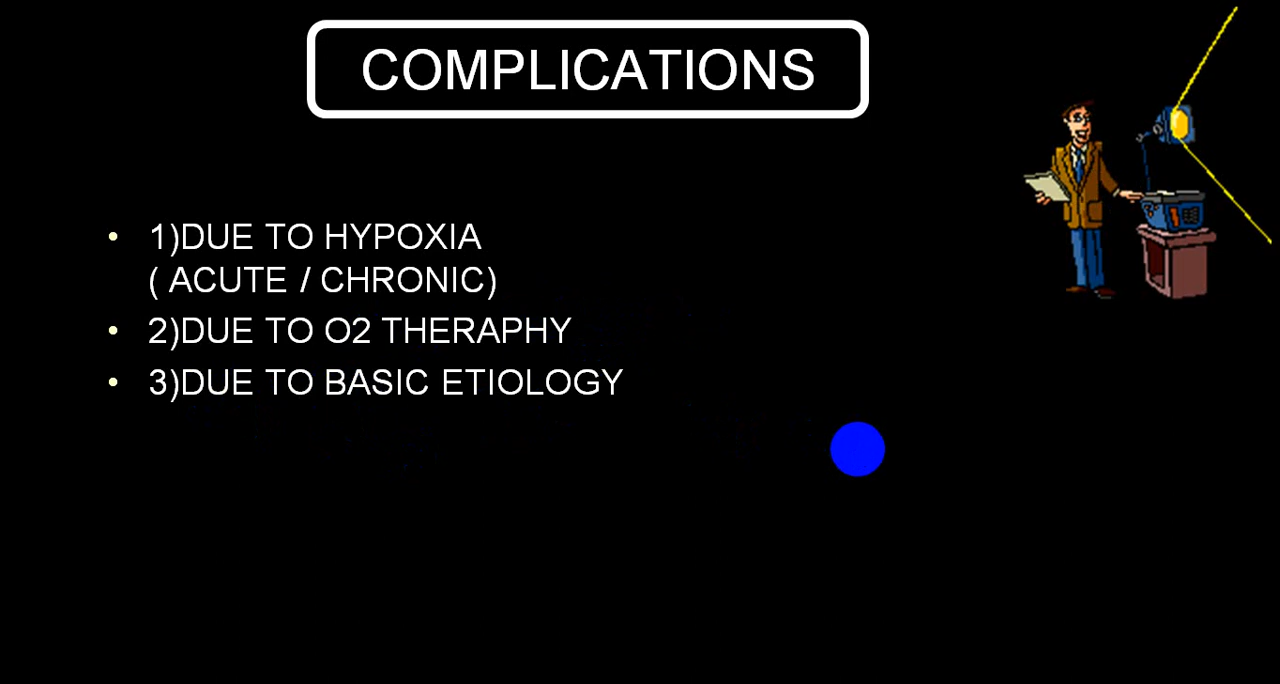 COMPLICATIONS
• 1)DUE TO HYPOXIA
( ACUTE / CHRONIC)
• 2)DUE TO O2 THERAPHY
• 3)DUE TO BASIC ETIOLOGY